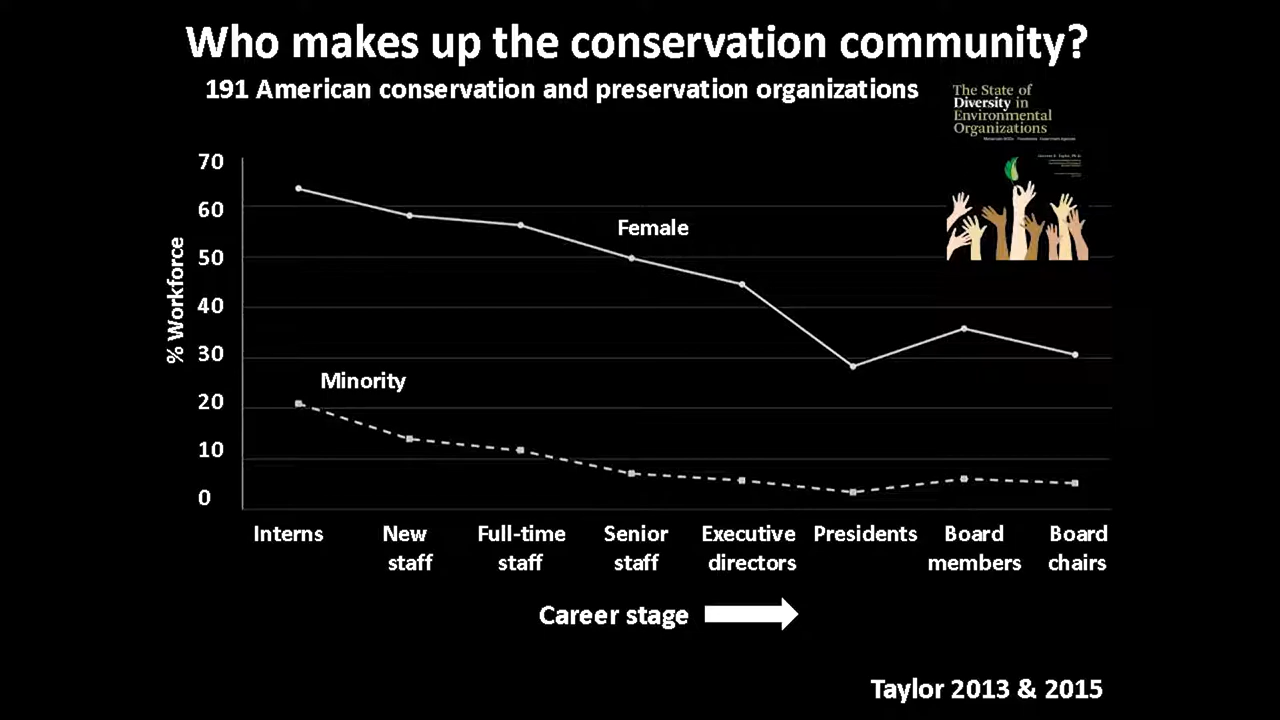 Who makes up the conservation community?
191 American conservation and preservation organizations
The State of
Diversity in
Environmental
Organizations
70
60
50
40
30
20
10
0
% Workforce
Female
Minority
Interns
New
staff
Full-time
staff
Senior
staff
Executive
directors
Presidents
Board
members
Board
chairs
Career stage
Taylor 2013 & 2015